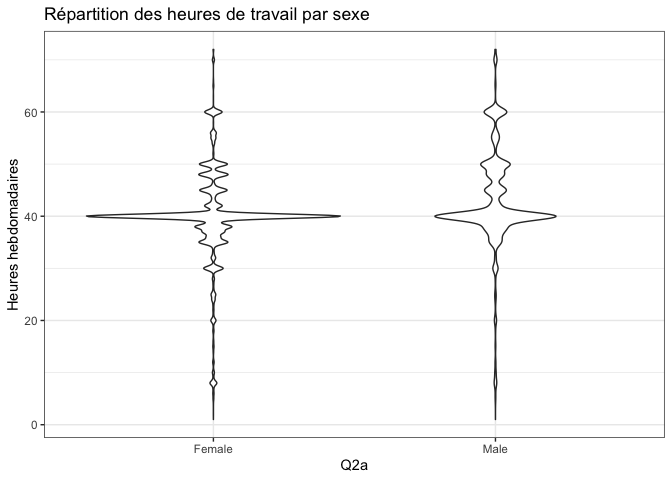 Répartition des heures de travail par sexe
Heures hebdomadaires
60
40
20
0
Female Male
Q2a